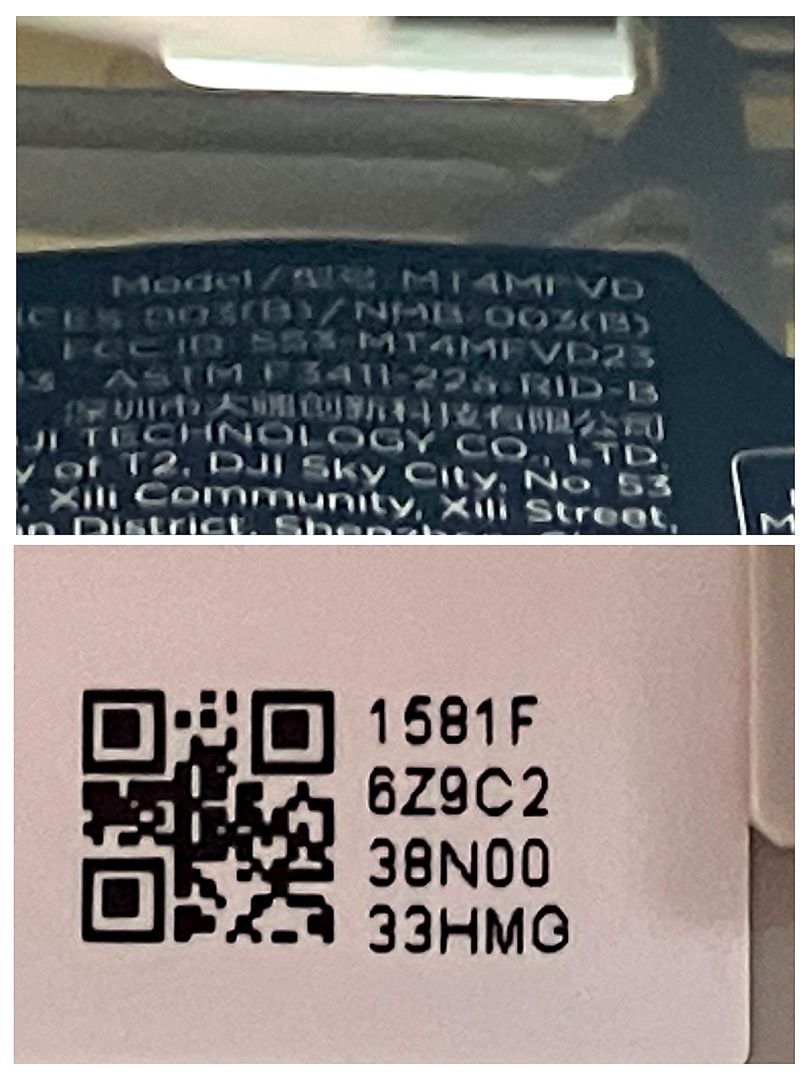 Model/型号: MT4MFVD
ICES-003(B)/NMB-003(B)
FCC ID: SS3-MT4MFVD23
ASTM F3411-22a-RID-B
深圳市大疆创新科技有限公司
JI TECHNOLOGY CO., LTD.
of T2, DJI Sky City, No. 53
Xili Community, Xili Street,
District, Shenzhen
1581F
6Z9C2
38N00
33HMG